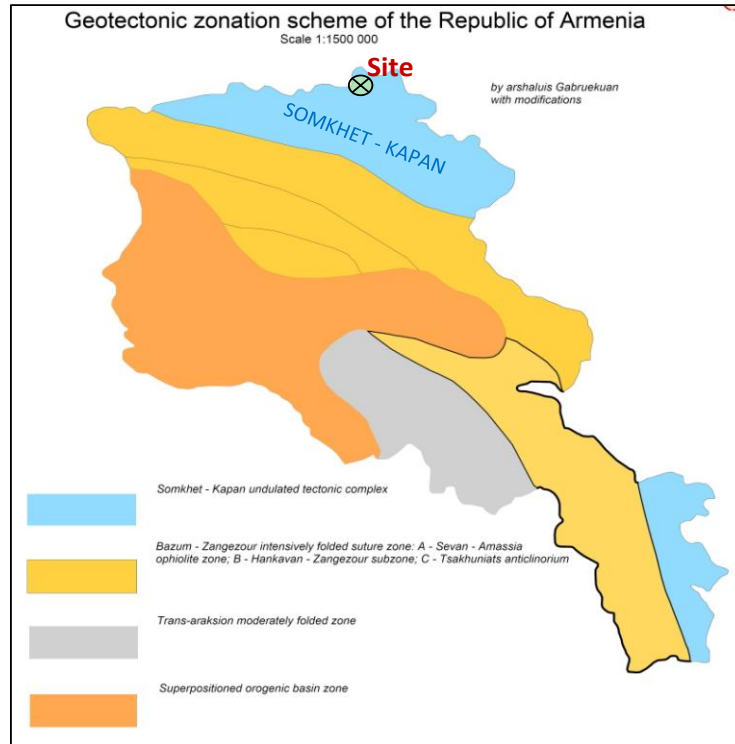 Geotectonic zonation scheme of the Republic of Armenia
Scale 1:1500 000
Site
by arshaluis Gabruekuan
with modifications
SOMKHET - KAPAN
Somkhet - Kapan undulated tectonic complex
Bazum - Zangezour intensively folded suture zone: A - Sevan - Amassia
ophiolite zone; B - Hankavan - Zangezour subzone; C - Tsakhuniats anticlinorium
Trans-araksion moderately folded zone
Superpositioned orogenic basin zone